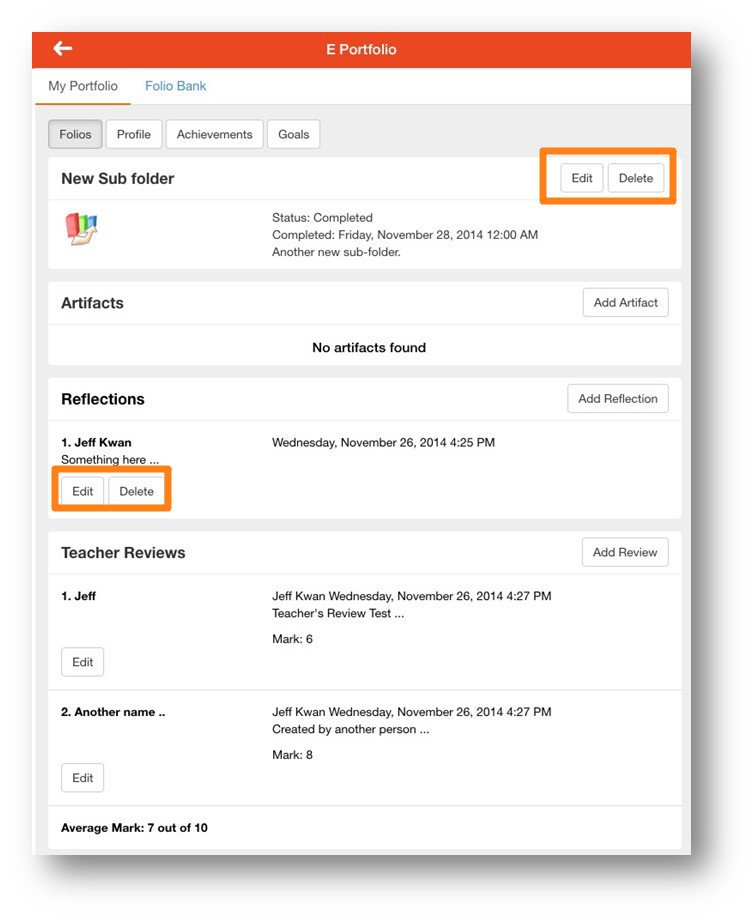 E Portfolio
My Portfolio Folio Bank
Folios Profile Achievements Goals
New Sub folder Edit Delete
Status: Completed
Completed: Friday, November 28, 2014 12:00 AM
Another new sub-folder.
Artifacts Add Artifact
No artifacts found
Reflections Add Reflection
1. Jeff Kwan Wednesday, November 26, 2014 4:25 PM
Something here ...
Edit Delete
Teacher Reviews Add Review
1. Jeff Jeff Kwan Wednesday, November 26, 2014 4:27 PM
Teacher's Review Test ...
Mark: 6
Edit
2. Another name .. Jeff Kwan Wednesday, November 26, 2014 4:27 PM
Created by another person ...
Mark: 8
Edit
Average Mark: 7 out of 10